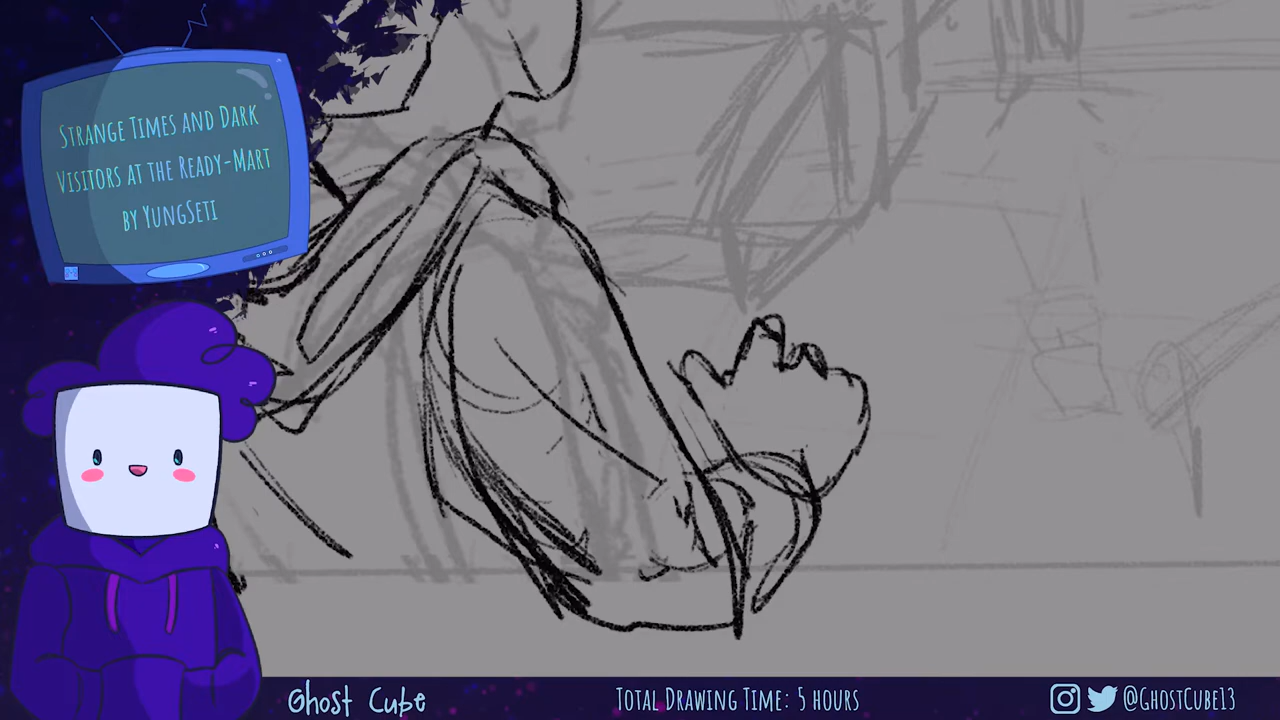 Strange Times and Dark
Visitors at the Ready-Mart
by YungSeti
Ghost Cube
Total Drawing Time: 5 hours
@GhostCube13